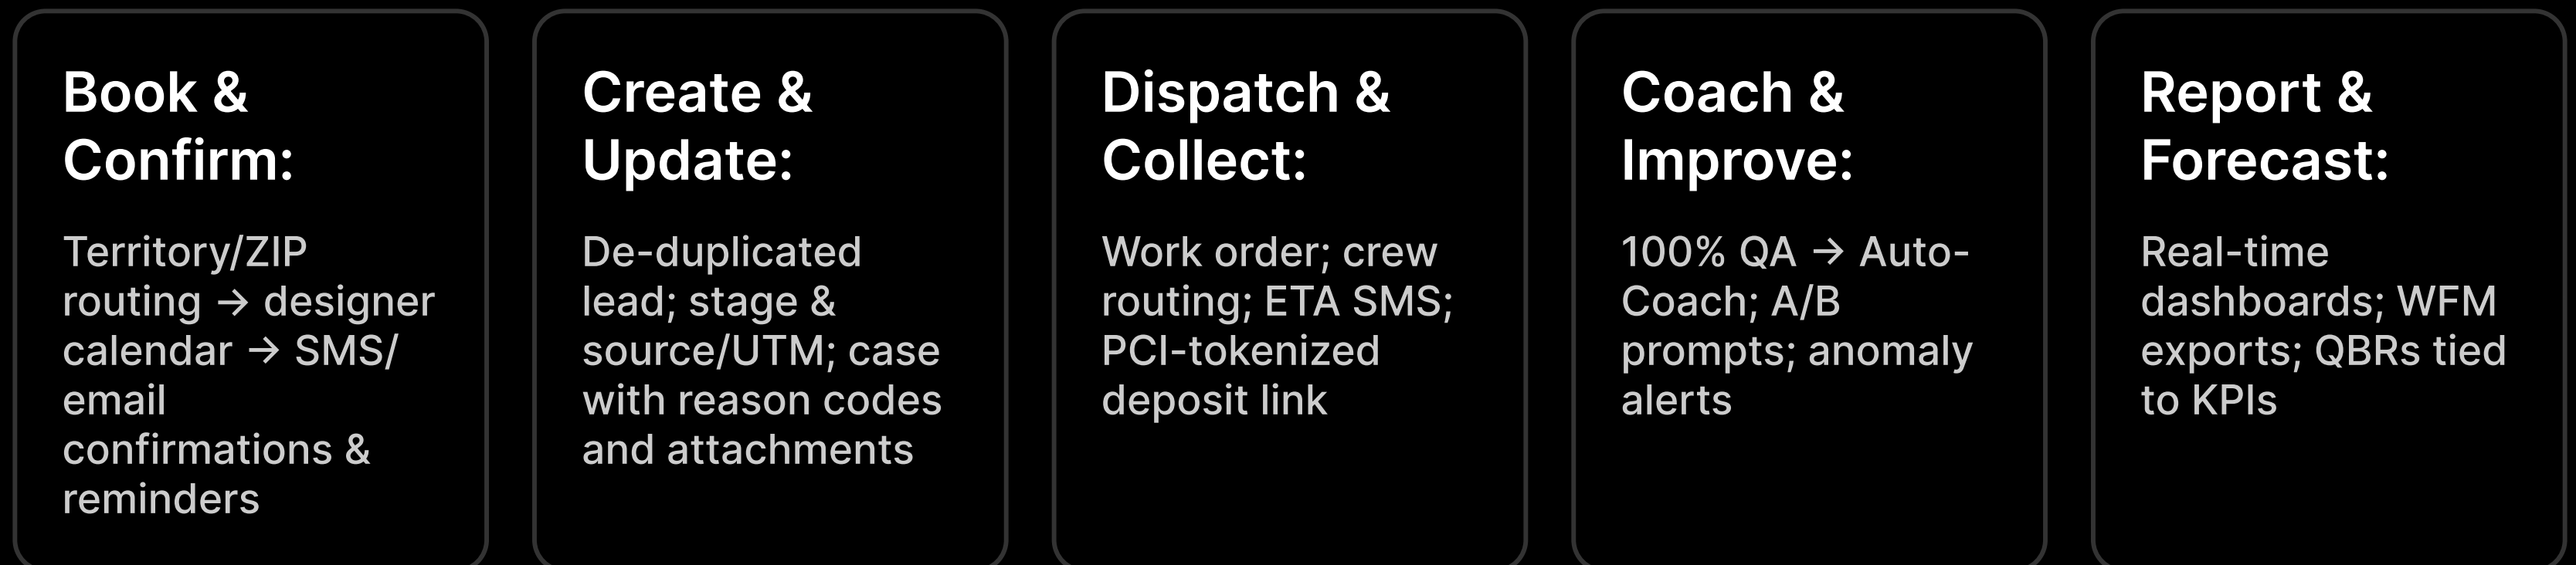 Book &
Confirm:
Territory/ZIP
routing → designer
calendar → SMS/
email
confirmations &
reminders
Create &
Update:
De-duplicated
lead; stage &
source/UTM; case
with reason codes
and attachments
Dispatch &
Collect:
Work order; crew
routing; ETA SMS;
PCI-tokenized
deposit link
Coach &
Improve:
100% QA → Auto-
Coach; A/B
prompts; anomaly
alerts
Report &
Forecast:
Real-time
dashboards; WFM
exports; QBRs tied
to KPIs